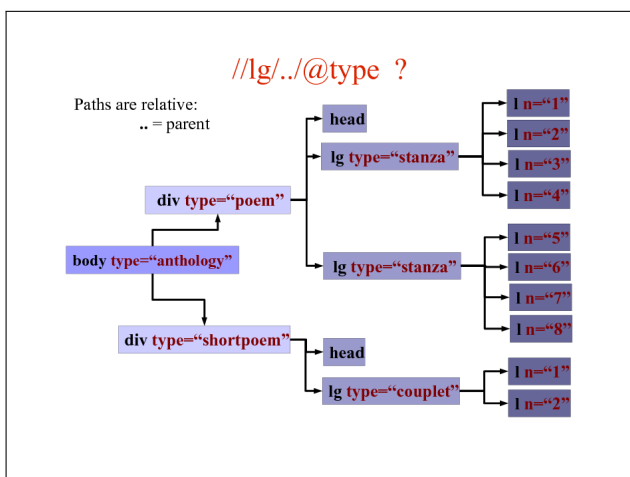 //lg/../@type ?
Paths are relative:
.. = parent
head
lg type=“stanza”
l n=“1”
l n=“2”
l n=“3”
l n=“4”
div type=“poem”
lg type=“stanza”
l n=“5”
l n=“6”
l n=“7”
l n=“8”
body type=“anthology”
div type=“shortpoem”
head
lg type=“couplet”
l n=“1”
l n=“2”